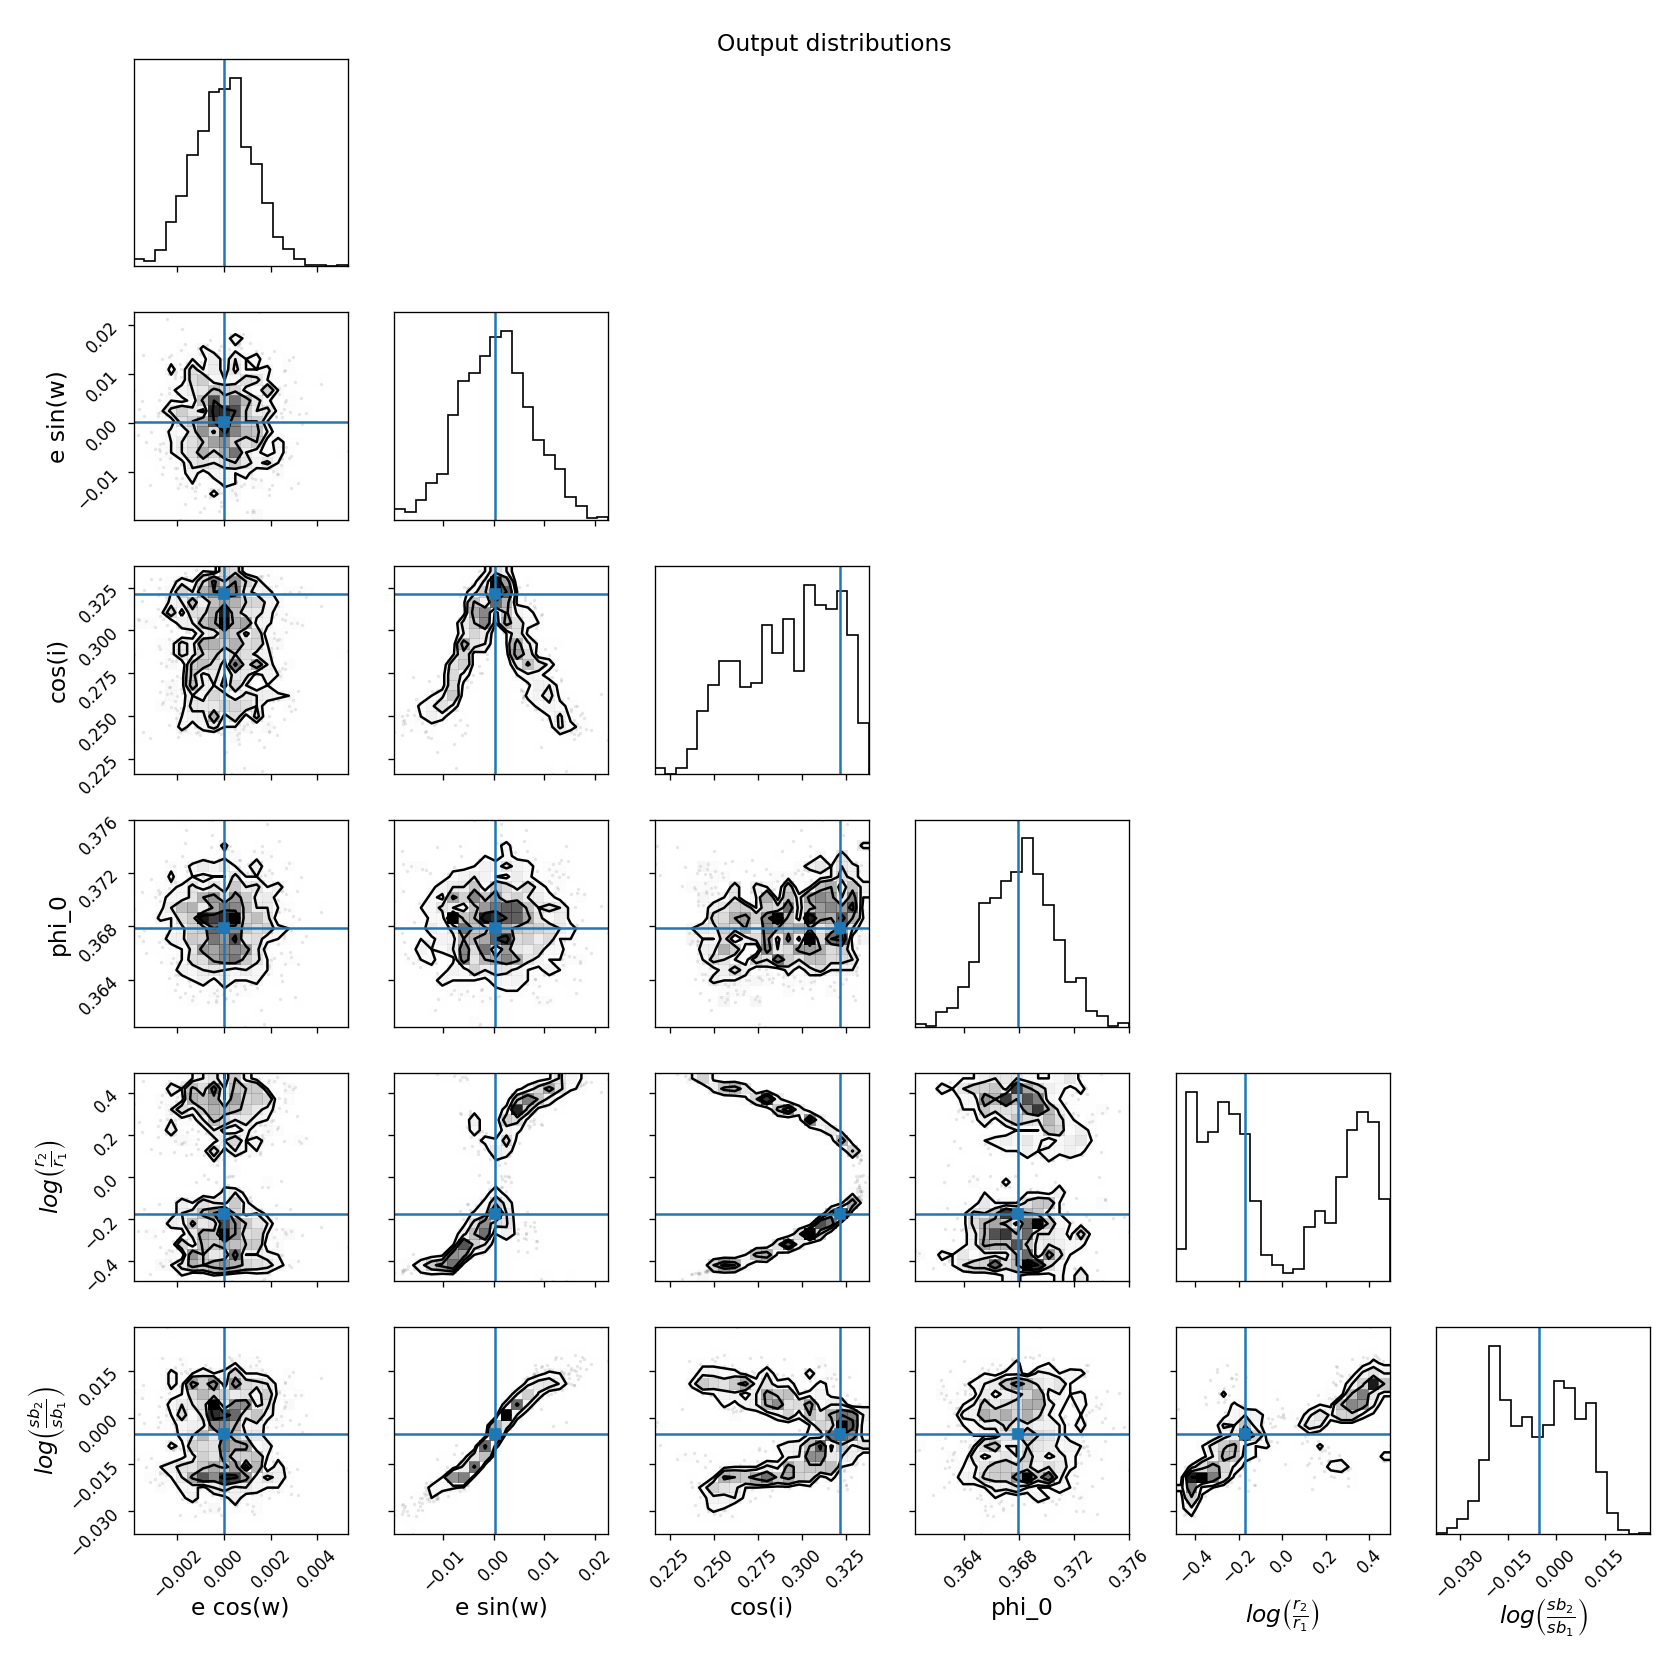 Output distributions
0.02
0.01
0.00
−0.01
e sin(w)
0.325
0.300
0.275
0.250
0.225
cos(i)
0.376
0.372
0.368
0.364
phi_0
0.4
0.2
0.0
−0.2
−0.4
log(r₂/r₁)
0.015
0.000
−0.015
−0.030
log(sb₂/sb₁)
−0.002 0.000 0.002 0.004
−0.01 0.00 0.01 0.02
0.225 0.250 0.275 0.300 0.325
0.364 0.368 0.372 0.376
−0.4 −0.2 0.0 0.2 0.4
−0.030 −0.015 0.000 0.015
e cos(w)
e sin(w)
cos(i)
phi_0
log(r₂/r₁)
log(sb₂/sb₁)